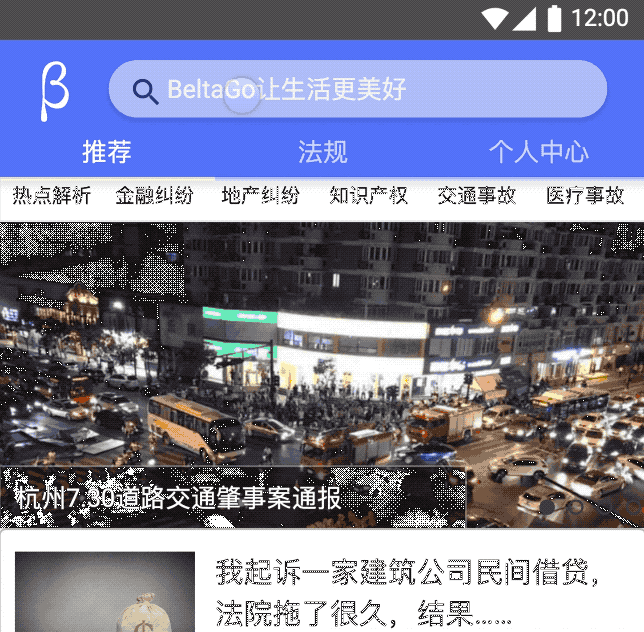 12:00
β
BeltaGo让生活更美好
推荐 法规 个人中心
热点解析 金融纠纷 地产纠纷 知识产权 交通事故 医疗事故
杭州7.30道路交通肇事案通报
我起诉一家建筑公司民间借贷，
法院拖了很久，结果……